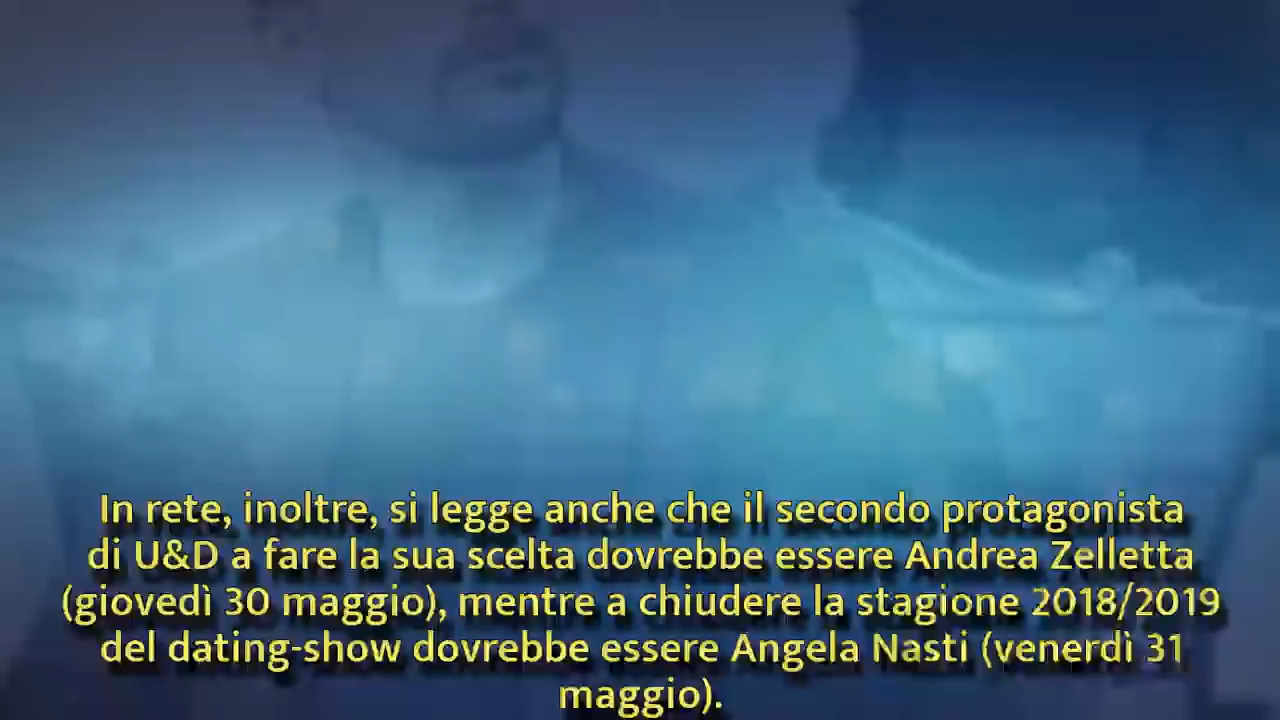 In rete, inoltre, si legge anche che il secondo protagonista
di U&D a fare la sua scelta dovrebbe essere Andrea Zelletta
(giovedì 30 maggio), mentre a chiudere la stagione 2018/2019
del dating-show dovrebbe essere Angela Nasti (venerdì 31
maggio).